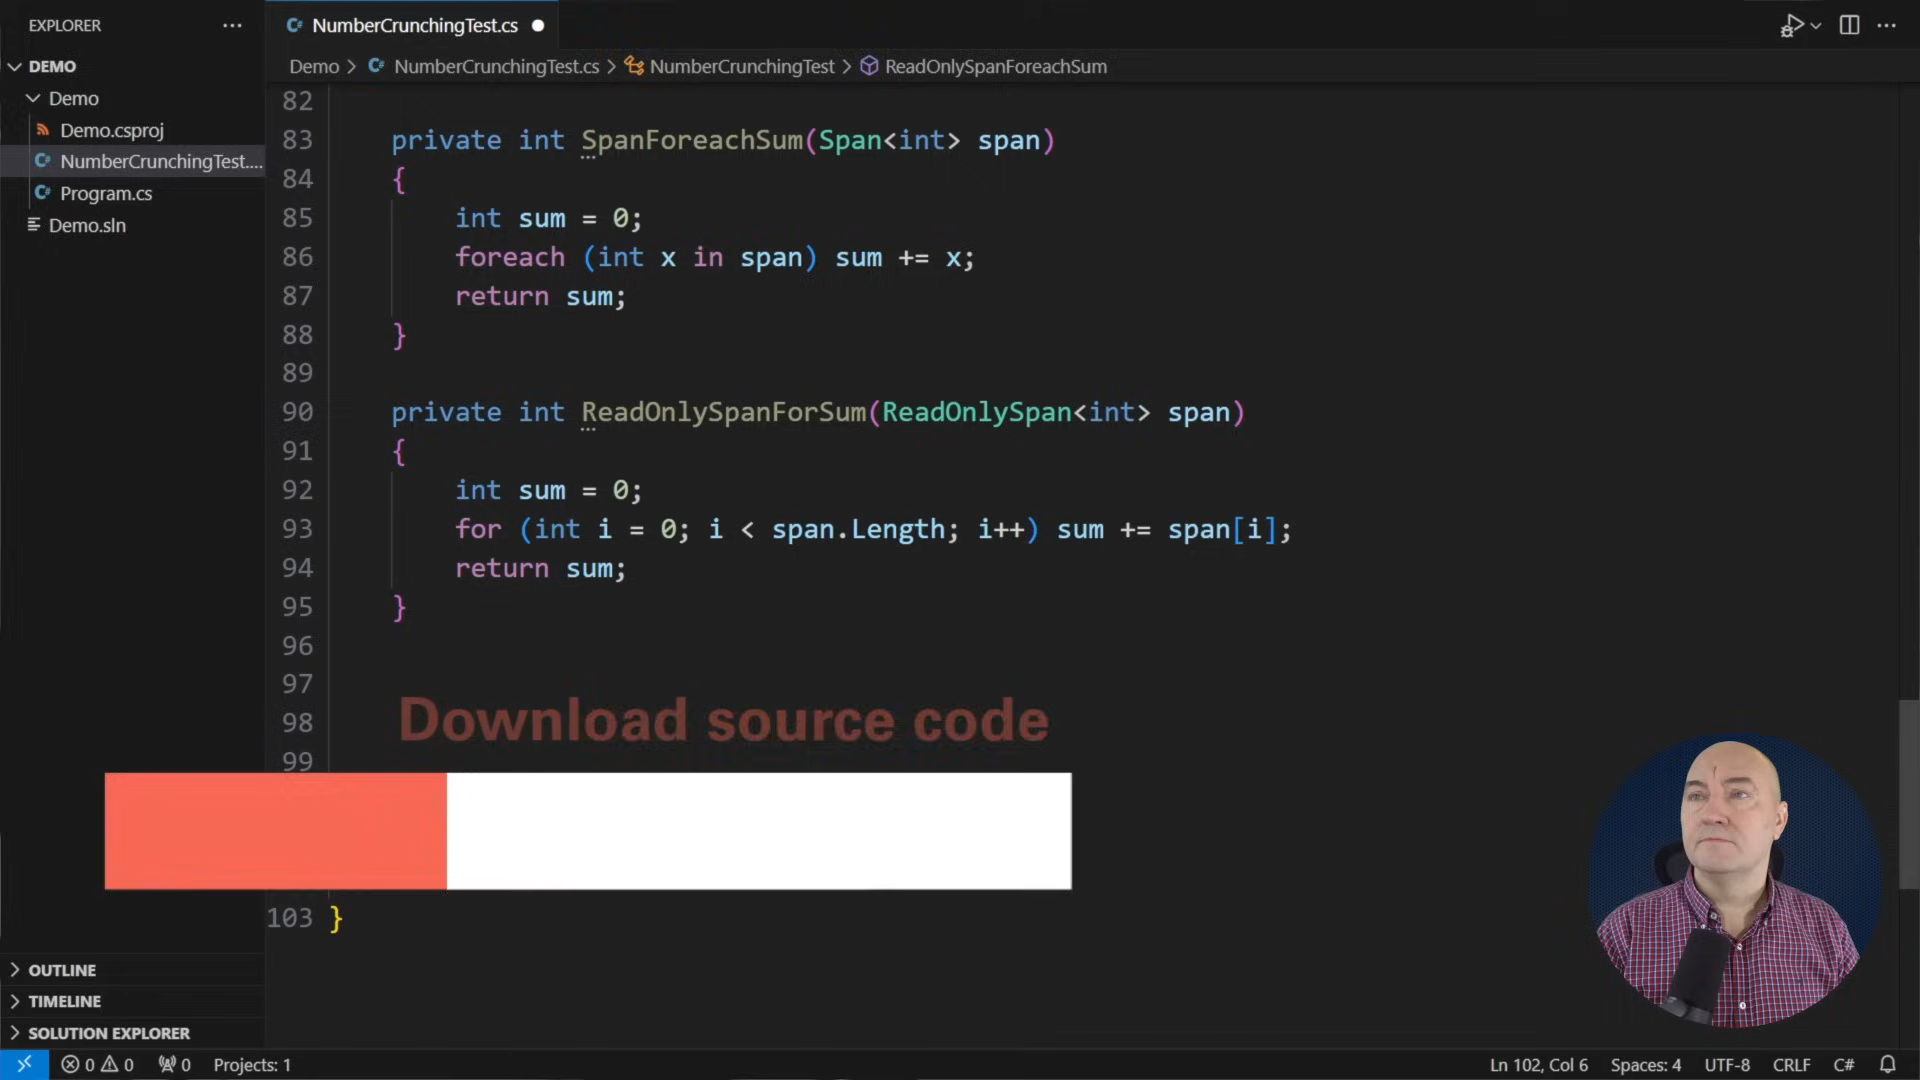 EXPLORER
NumberCrunchingTest.cs
DEMO
Demo
Demo.csproj
NumberCrunchingTest....
Program.cs
Demo.sln
Demo > NumberCrunchingTest.cs > NumberCrunchingTest > ReadOnlySpanForeachSum
82
83 private int SpanForeachSum(Span<int> span)
84 {
85 int sum = 0;
86 foreach (int x in span) sum += x;
87 return sum;
88 }
89
90 private int ReadOnlySpanForSum(ReadOnlySpan<int> span)
91 {
92 int sum = 0;
93 for (int i = 0; i < span.Length; i++) sum += span[i];
94 return sum;
95 }
96
97
98
Download source code
99
103 }
OUTLINE
TIMELINE
SOLUTION EXPLORER
0 0 0 Projects: 1 Ln 102, Col 6 Spaces: 4 UTF-8 CRLF C#